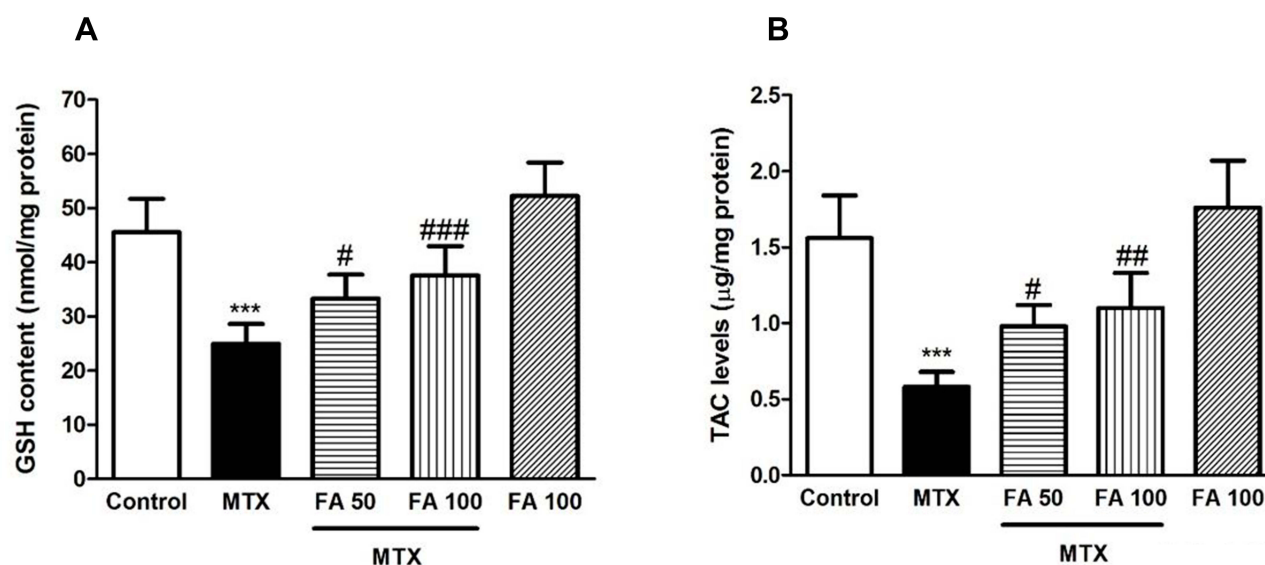 A
GSH content (nmol/mg protein)
70
60
50
40
30
20
10
0
***
#
###
Control MTX FA 50 FA 100 FA 100
MTX
B
TAC levels (µg/mg protein)
2.5
2.0
1.5
1.0
0.5
0.0
***
#
##
Control MTX FA 50 FA 100 FA 100
MTX